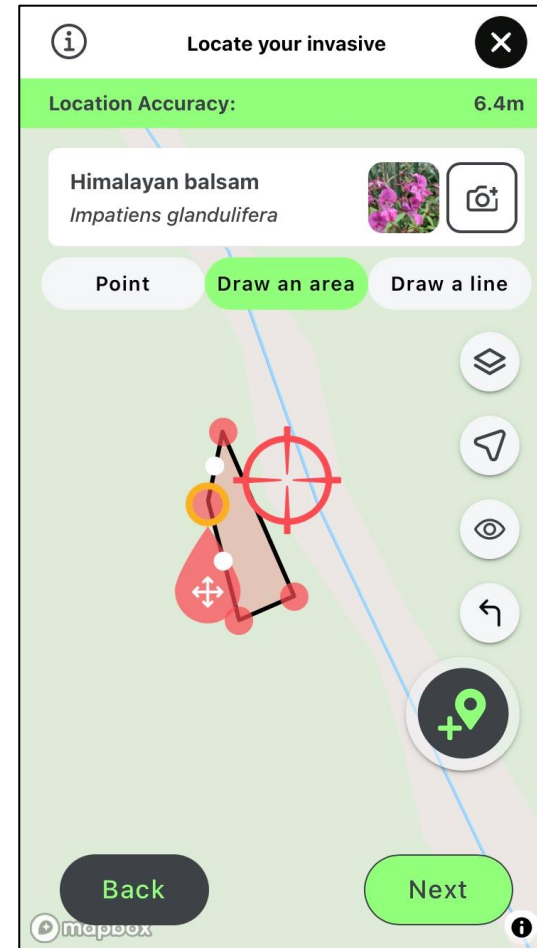 Locate your invasive
Location Accuracy: 6.4m
Himalayan balsam
Impatiens glandulifera
Point Draw an area Draw a line
Back Next
mapbox